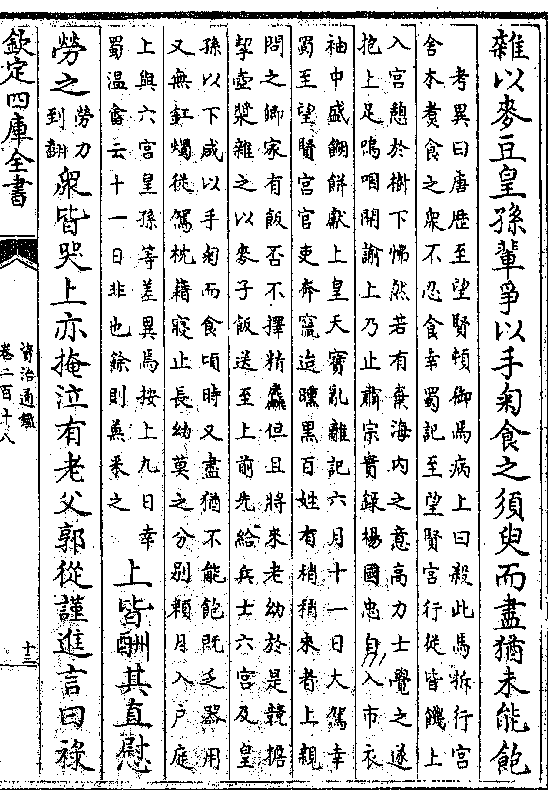 雜以麥豆皇孫輩爭以手匊食之須臾而盡猶未能飽
考異曰唐歷至望賢頓御馬病上曰殺此馬拆行宮
舍木煮食之衆不忍食幸蜀記至望賢宮行從皆饑上
入宮憩於樹下怫然若有棄海内之意高力士覺之遂
抱上足嗚咽開諭上乃止肅宗實錄楊國忠自入市衣
袖中盛餬餅獻上皇天寶亂離記六月十一日大駕幸
蜀至望賢宮官吏奔竄迨曛黑百姓有稍稍來者上親
問之卿家有飯否不擇精麤但且將來老幼於是競擔
挈壺漿雜之以麥子飯送至上前先給兵士六宮及皇
孫以下咸以手匊而食頃時又盡猶不能飽既乏器用
又無釭燭從駕枕藉寢止長幼莫之分别賴月入戶庭
上與六宮皇孫等差異焉按上九日幸
蜀溫畬云十一日非也餘則兼采之
上皆酬其直慰
勞之
勞力
到翻
衆皆哭上亦掩泣有老父郭從謹進言曰祿
欽定四庫全書
資治通鑑
卷二百十八
十三